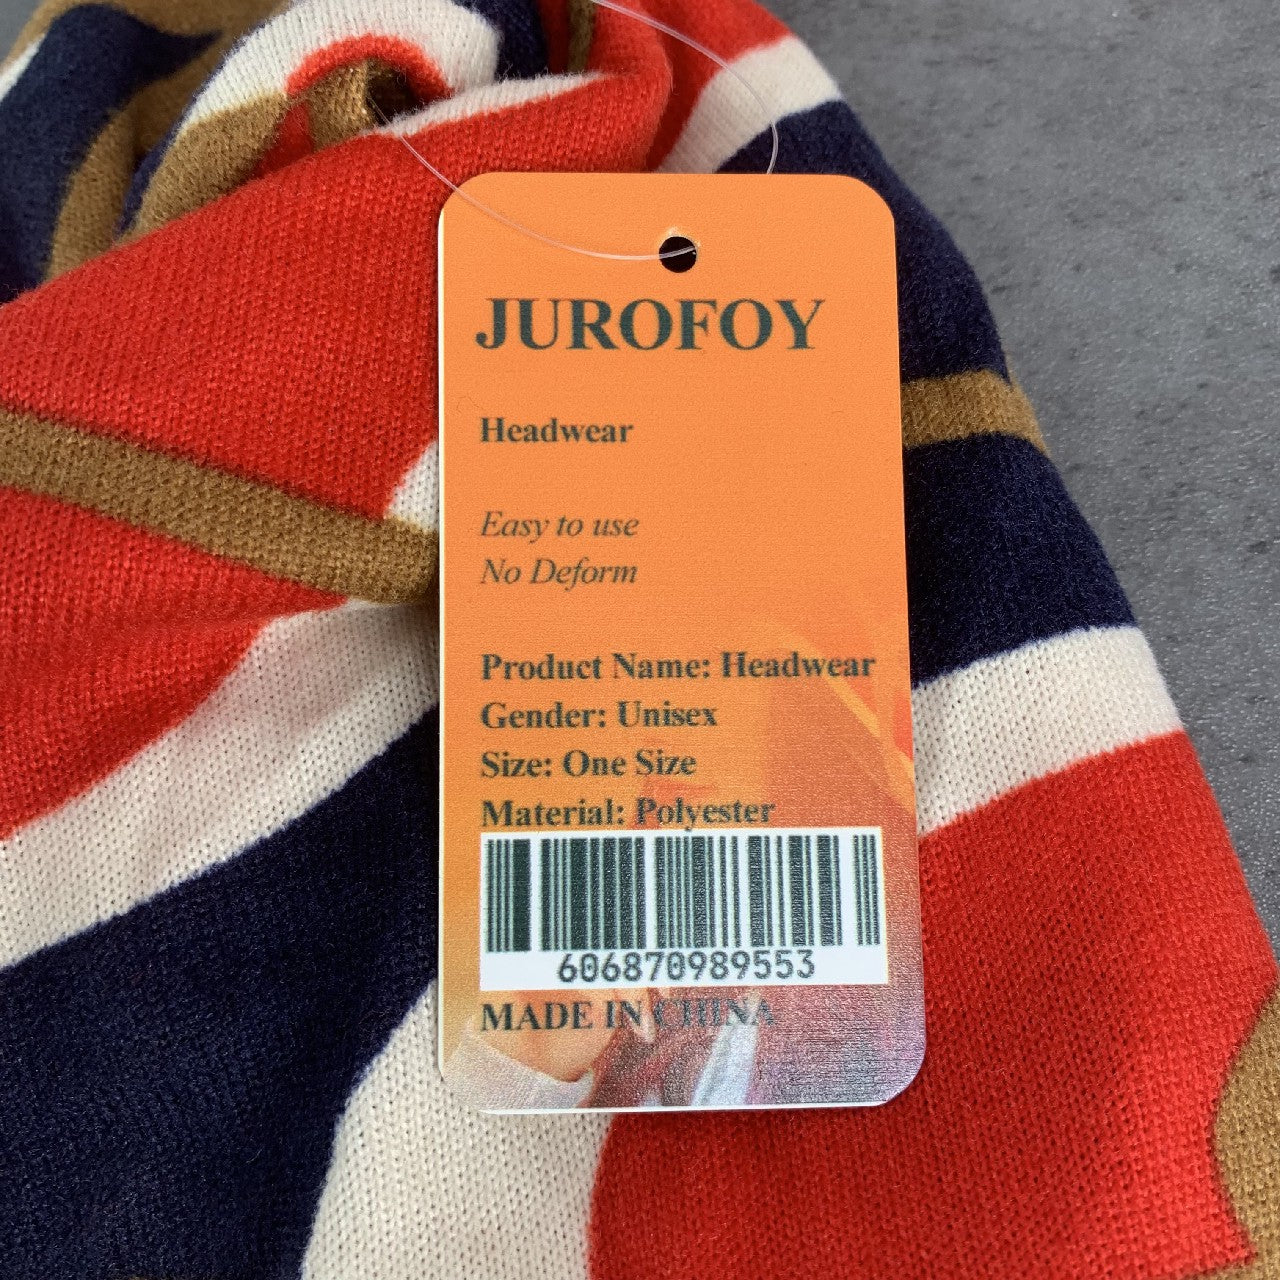 JUROFOY
Headwear
Easy to use
No Deform
Product Name: Headwear
Gender: Unisex
Size: One Size
Material: Polyester
606870989553
MADE IN CHINA